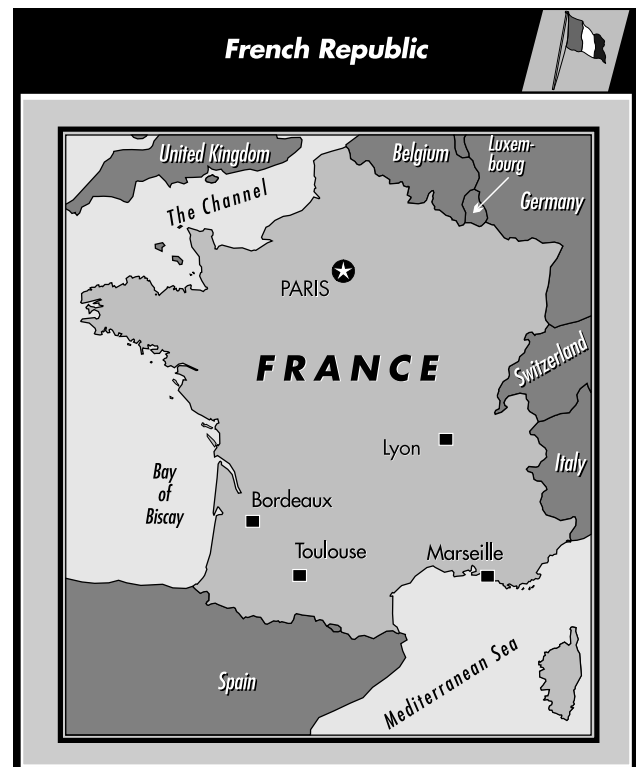 French Republic
United Kingdom
Belgium
Luxem-
bourg
Germany
The Channel
PARIS
FRANCE
Switzerland
Lyon
Italy
Bay
of
Biscay
Bordeaux
Toulouse
Marseille
Spain
Mediterranean Sea